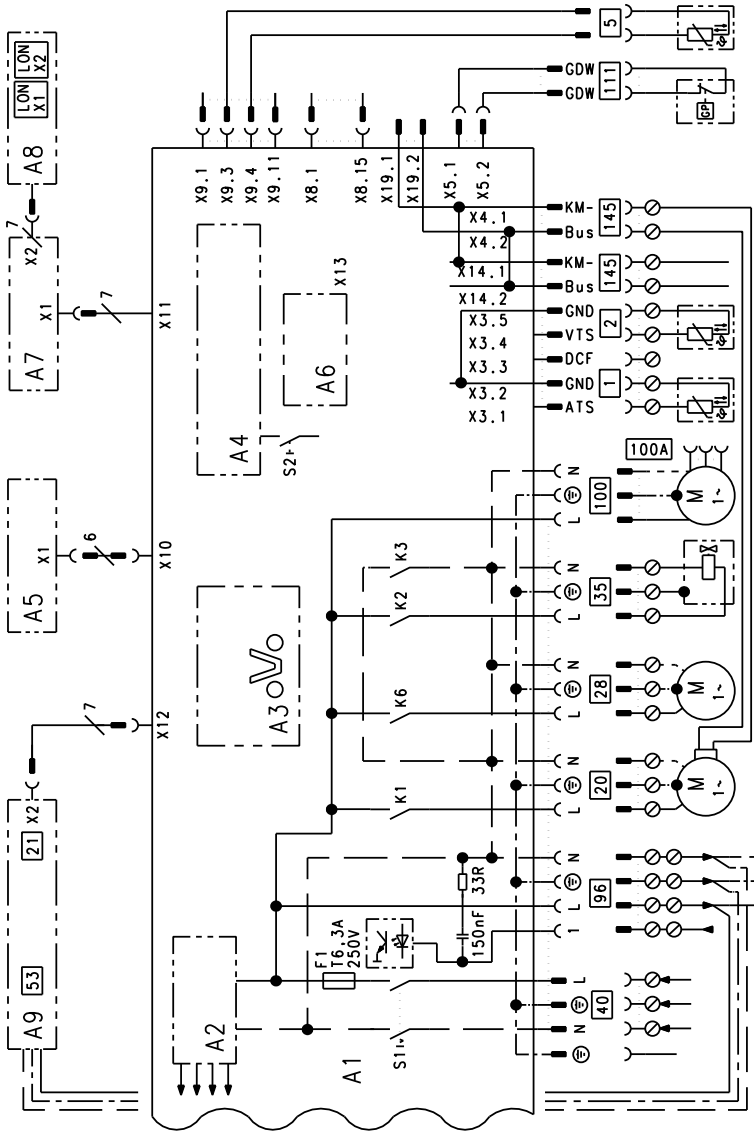 LON X2
LON X1
A8
7
X2
X1
A7
7
X11
X9.1
X9.3
X9.4
X9.11
X8.1
X8.15
X19.1
X19.2
X5.1
X5.2
5
GDW
GDW
111
GP
X4.1
KM-
X4.2
Bus
145
X14.1
KM-
X14.2
Bus
145
X3.5
GND
X3.4
VTS
2
X3.3
DCF
X3.2
GND
1
X3.1
ATS
A4
A6
X13
S2
100A
N
100
L
M
1~
A5
X1
6
X10
K3
K2
N
35
L
A3
K6
N
28
L
M
1~
7
X12
K1
N
20
L
M
1~
X2
21
53
A9
33R
150nF
N
L
96
1
A2
F1
T6,3A
250V
A1
S1
L
40
N